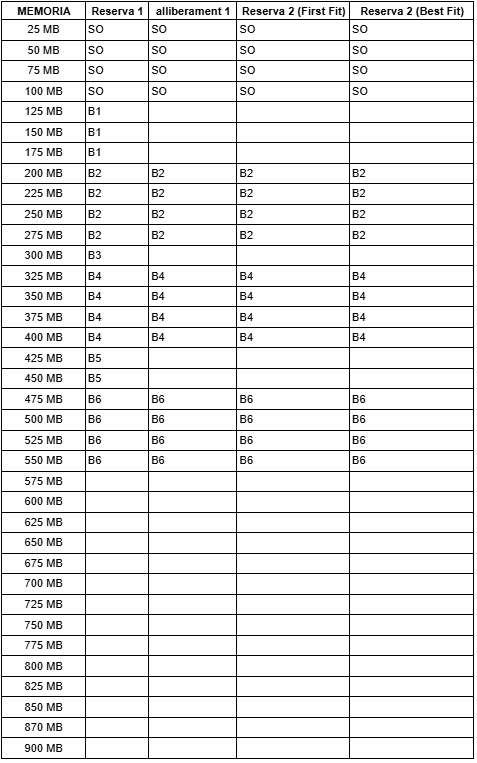 MEMORIA Reserva 1 alliberament 1 Reserva 2 (First Fit) Reserva 2 (Best Fit)
25 MB SO SO SO SO
50 MB SO SO SO SO
75 MB SO SO SO SO
100 MB SO SO SO SO
125 MB B1
150 MB B1
175 MB B1
200 MB B2 B2 B2 B2
225 MB B2 B2 B2 B2
250 MB B2 B2 B2 B2
275 MB B2 B2 B2 B2
300 MB B3
325 MB B4 B4 B4 B4
350 MB B4 B4 B4 B4
375 MB B4 B4 B4 B4
400 MB B4 B4 B4 B4
425 MB B5
450 MB B5
475 MB B6 B6 B6 B6
500 MB B6 B6 B6 B6
525 MB B6 B6 B6 B6
550 MB B6 B6 B6 B6
575 MB
600 MB
625 MB
650 MB
675 MB
700 MB
725 MB
750 MB
775 MB
800 MB
825 MB
850 MB
870 MB
900 MB